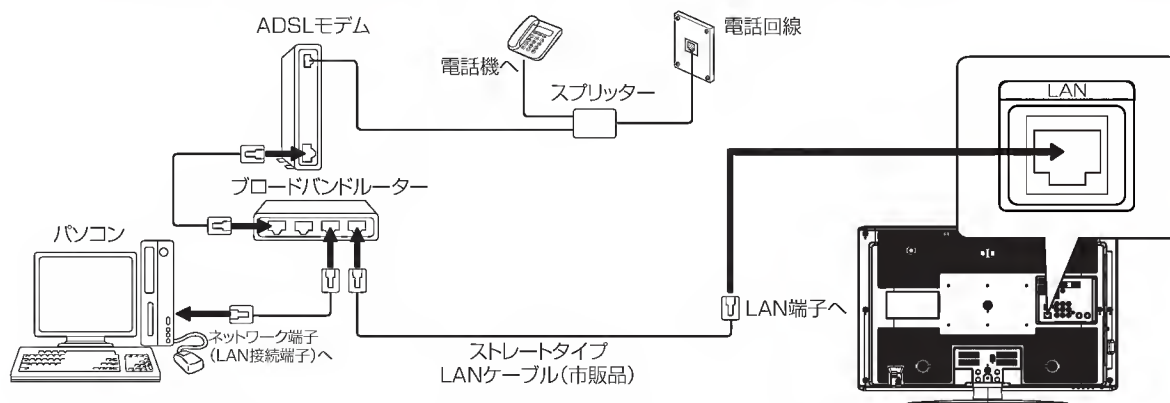 ADSLモデム
電話機へ
電話回線
スプリッター
LAN
ブロードバンドルーター
パソコン
LAN端子へ
ネットワーク端子
(LAN接続端子)へ
ストレートタイプ
LANケーブル(市販品)